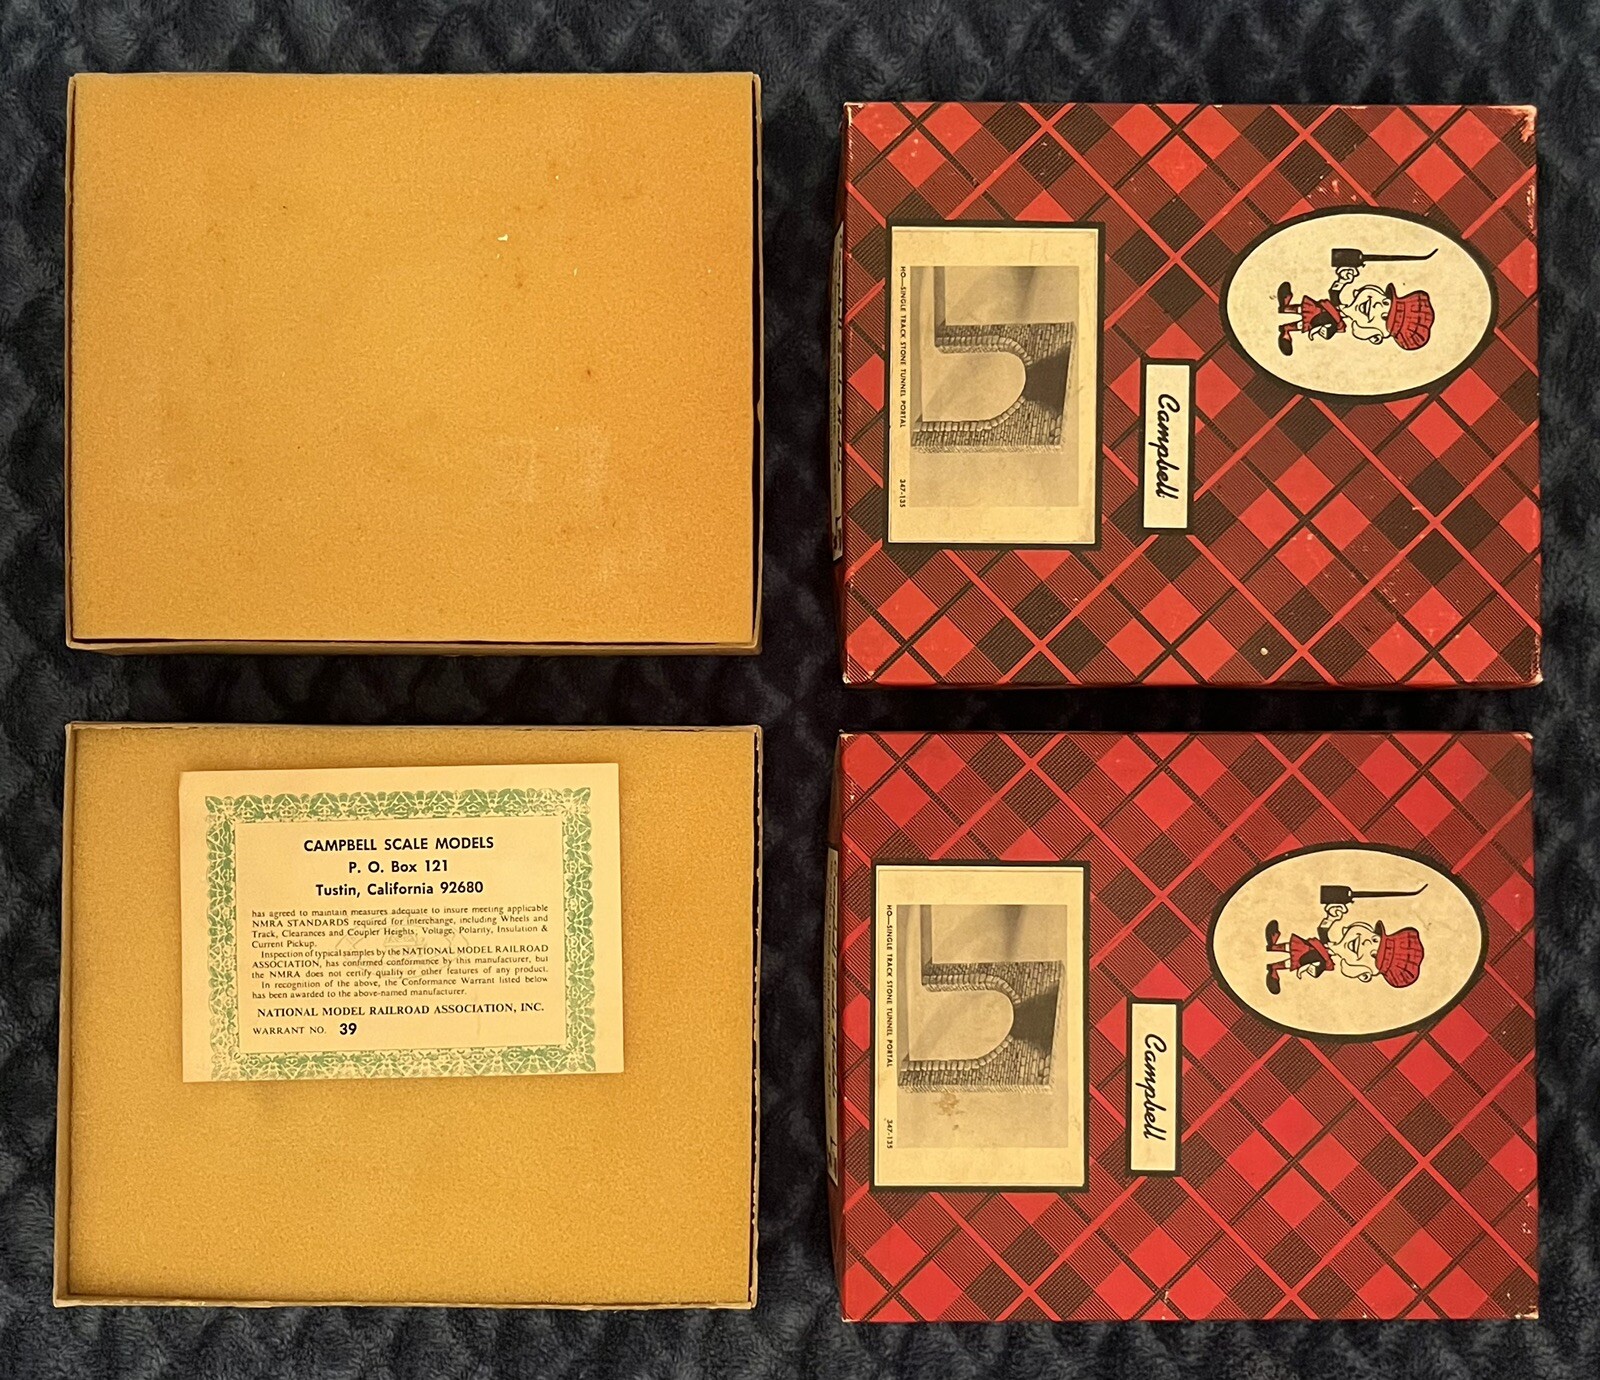 HO—SINGLE TRACK STONE TUNNEL PORTAL
347-135
Campbell
CAMPBELL SCALE MODELS
P. O. Box 121
Tustin, California 92680
has agreed to maintain measures adequate to insure meeting applicable
NMRA STANDARDS required for interchange, including Wheels and
Track, Clearances and Coupler Heights, Voltage, Polarity, Insulation &
Current Pickup.
Inspection of typical samples by the NATIONAL MODEL RAILROAD
ASSOCIATION, has confirmed conformance by this manufacturer, but
the NMRA does not certify quality or other features of any product.
In recognition of the above, the Conformance Warrant listed below
has been awarded to the above-named manufacturer.
NATIONAL MODEL RAILROAD ASSOCIATION, INC.
WARRANT NO. 39
HO—SINGLE TRACK STONE TUNNEL PORTAL
347-135
Campbell